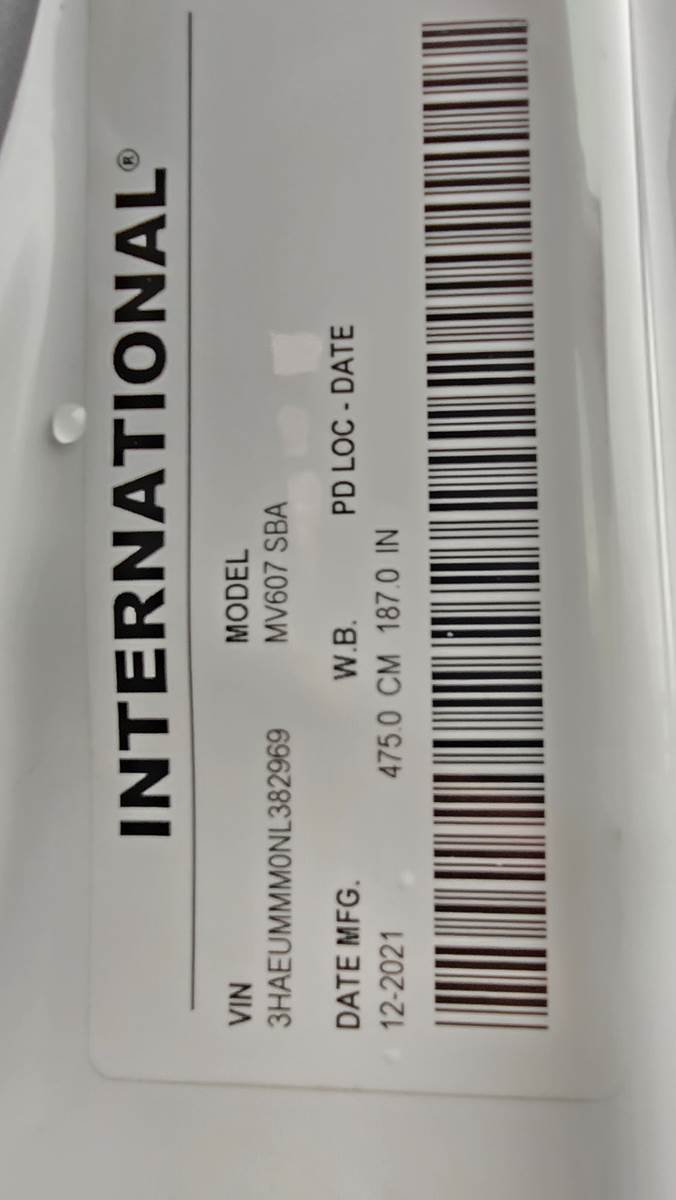 INTERNATIONAL®
VIN MODEL
3HAEUMMM0NL382969 MV607 SBA
DATE MFG. W.B. PD LOC - DATE
12-2021 475.0 CM 187.0 IN